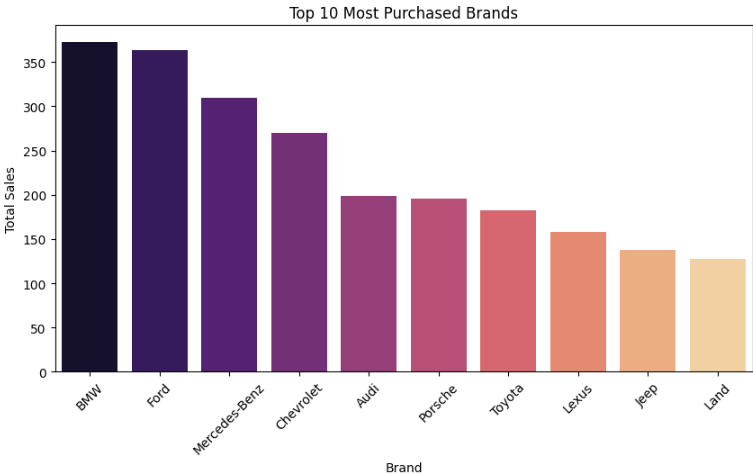 Top 10 Most Purchased Brands
Total Sales
350
300
250
200
150
100
50
0
BMW
Ford
Mercedes-Benz
Chevrolet
Audi
Porsche
Toyota
Lexus
Jeep
Land
Brand